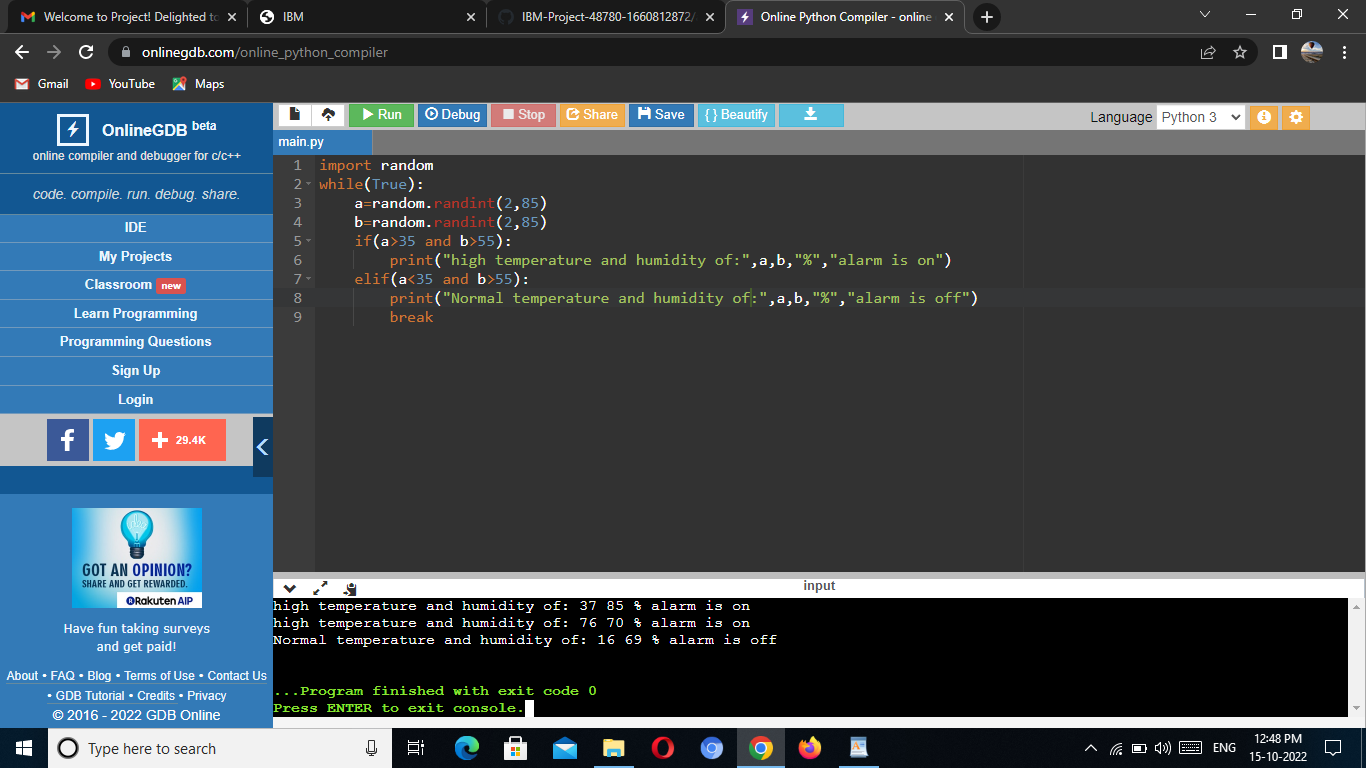 Welcome to Project! Delighted to
IBM
IBM-Project-48780-1660812872/
Online Python Compiler - online
onlinegdb.com/online_python_compiler
Gmail YouTube Maps
OnlineGDB beta
online compiler and debugger for c/c++
code. compile. run. debug. share.
IDE
My Projects
Classroom new
Learn Programming
Programming Questions
Sign Up
Login
f + 29.4K
GOT AN OPINION?
SHARE AND GET REWARDED.
Rakuten AIP
Have fun taking surveys
and get paid!
About • FAQ • Blog • Terms of Use • Contact Us
• GDB Tutorial • Credits • Privacy
© 2016 - 2022 GDB Online
Run Debug Stop Share Save { } Beautify
Language Python 3
main.py
1 import random
2 while(True):
3 a=random.randint(2,85)
4 b=random.randint(2,85)
5 if(a>35 and b>55):
6 print("high temperature and humidity of:",a,b,"%","alarm is on")
7 elif(a<35 and b>55):
8 print("Normal temperature and humidity of:",a,b,"%","alarm is off")
9 break
input
high temperature and humidity of: 37 85 % alarm is on
high temperature and humidity of: 76 70 % alarm is on
Normal temperature and humidity of: 16 69 % alarm is off
...Program finished with exit code 0
Press ENTER to exit console.
Type here to search
ENG
12:48 PM
15-10-2022